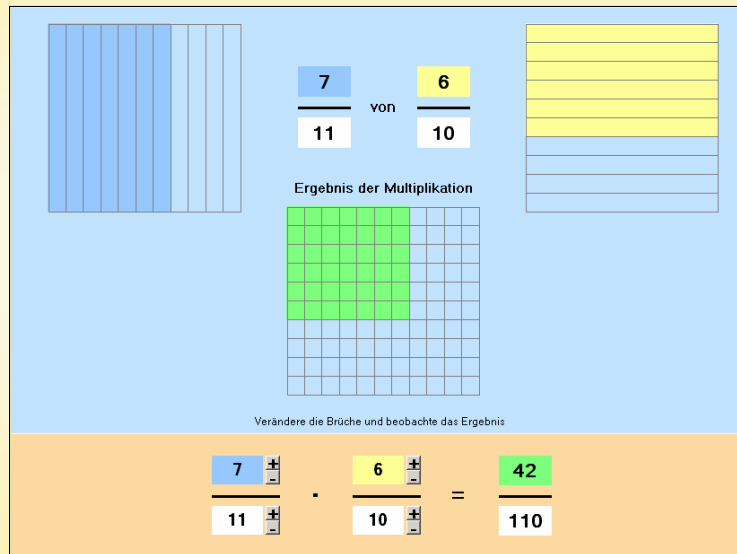 7 6
von
11 10
Ergebnis der Multiplikation
Verändere die Brüche und beobachte das Ergebnis
7 + - 6 + - 42
· =
11 + - 10 + - 110